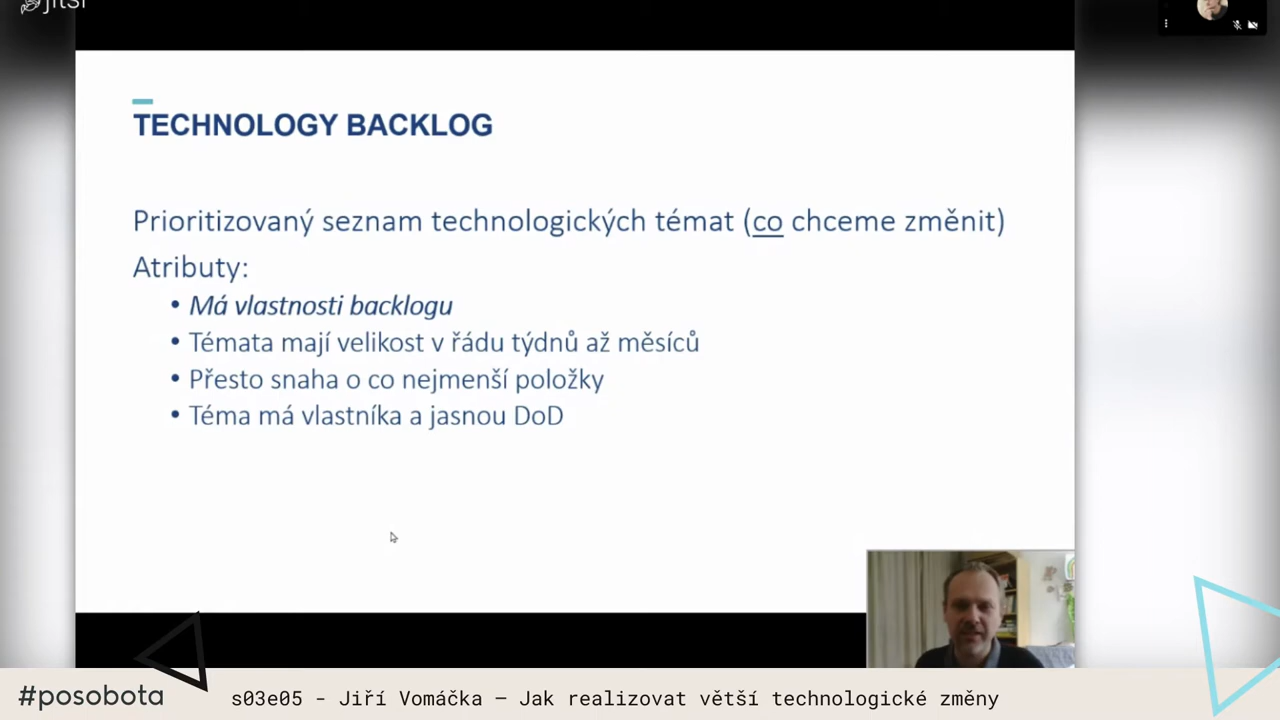 jitsi
TECHNOLOGY BACKLOG
Prioritizovaný seznam technologických témat (co chceme změnit)
Atributy:
• Má vlastnosti backlogu
• Témata mají velikost v řádu týdnů až měsíců
• Přesto snaha o co nejmenší položky
• Téma má vlastníka a jasnou DoD
#posobota
s03e05 - Jiří Vomáčka – Jak realizovat větší technologické změny